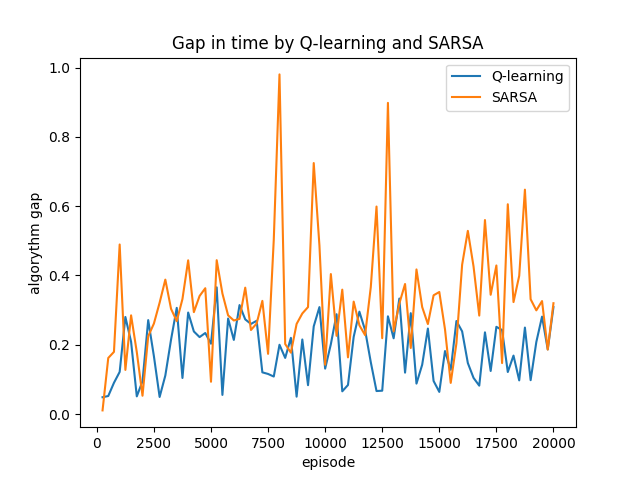 Gap in time by Q-learning and SARSA
Q-learning
SARSA
1.0
0.8
0.6
0.4
0.2
0.0
algorythm gap
0 2500 5000 7500 10000 12500 15000 17500 20000
episode